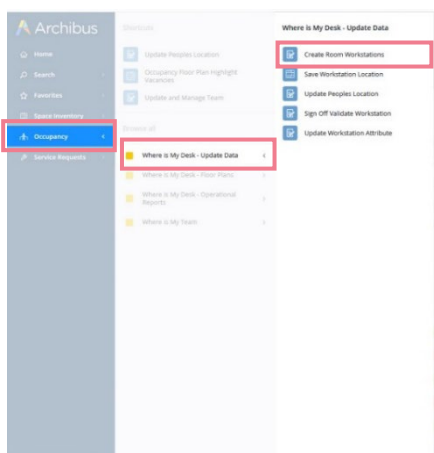 Archibus
Home
Search
Favorites
Space Inventory
Occupancy
Service Requests
Shortcuts
Update Peoples Location
Occupancy Floor Plan Highlight
Vacancies
Update and Manage Team
Browse all
Where is My Desk - Update Data
Where is My Desk - Floor Plans
Where is My Desk - Operational
Reports
Where is My Team
Where is My Desk - Update Data
Create Room Workstations
Save Workstation Location
Update Peoples Location
Sign Off Validate Workstation
Update Workstation Attribute